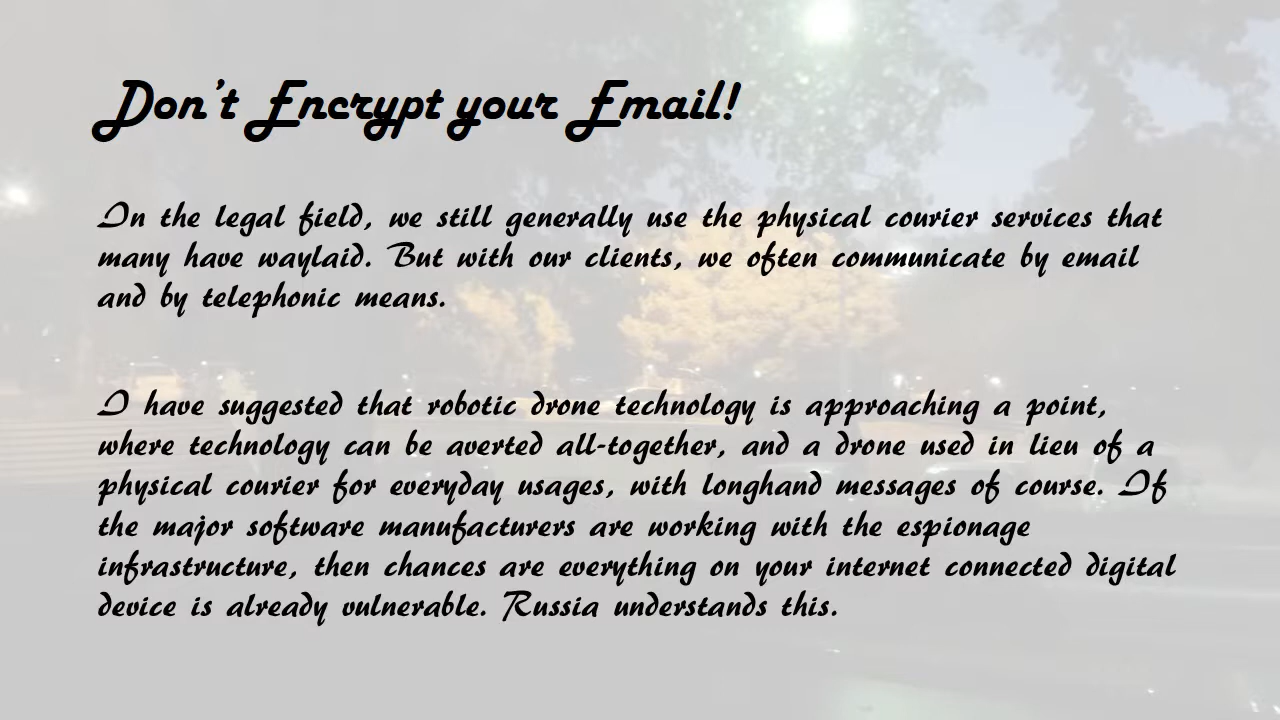 Don't Encrypt your Email!
In the legal field, we still generally use the physical courier services that
many have waylaid. But with our clients, we often communicate by email
and by telephonic means.
I have suggested that robotic drone technology is approaching a point,
where technology can be averted all-together, and a drone used in lieu of a
physical courier for everyday usages, with longhand messages of course. If
the major software manufacturers are working with the espionage
infrastructure, then chances are everything on your internet connected digital
device is already vulnerable. Russia understands this.